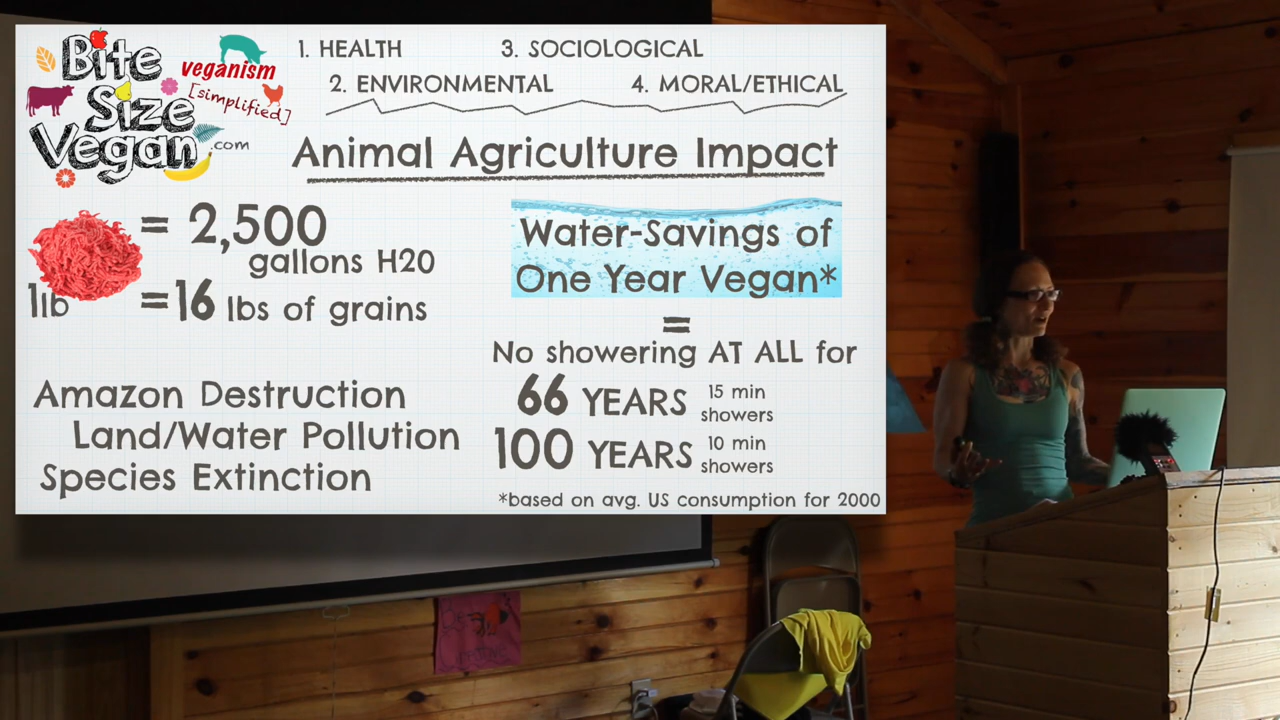 Bite
Size
Vegan
.com
veganism
[simplified]
1. HEALTH
3. SOCIOLOGICAL
2. ENVIRONMENTAL
4. MORAL/ETHICAL
Animal Agriculture Impact
= 2,500
gallons H20
1lb
=16 lbs of grains
Amazon Destruction
Land/Water Pollution
Species Extinction
Water-Savings of
One Year Vegan*
=
No showering AT ALL for
66 YEARS
15 min
showers
100 YEARS
10 min
showers
*based on avg. US consumption for 2000